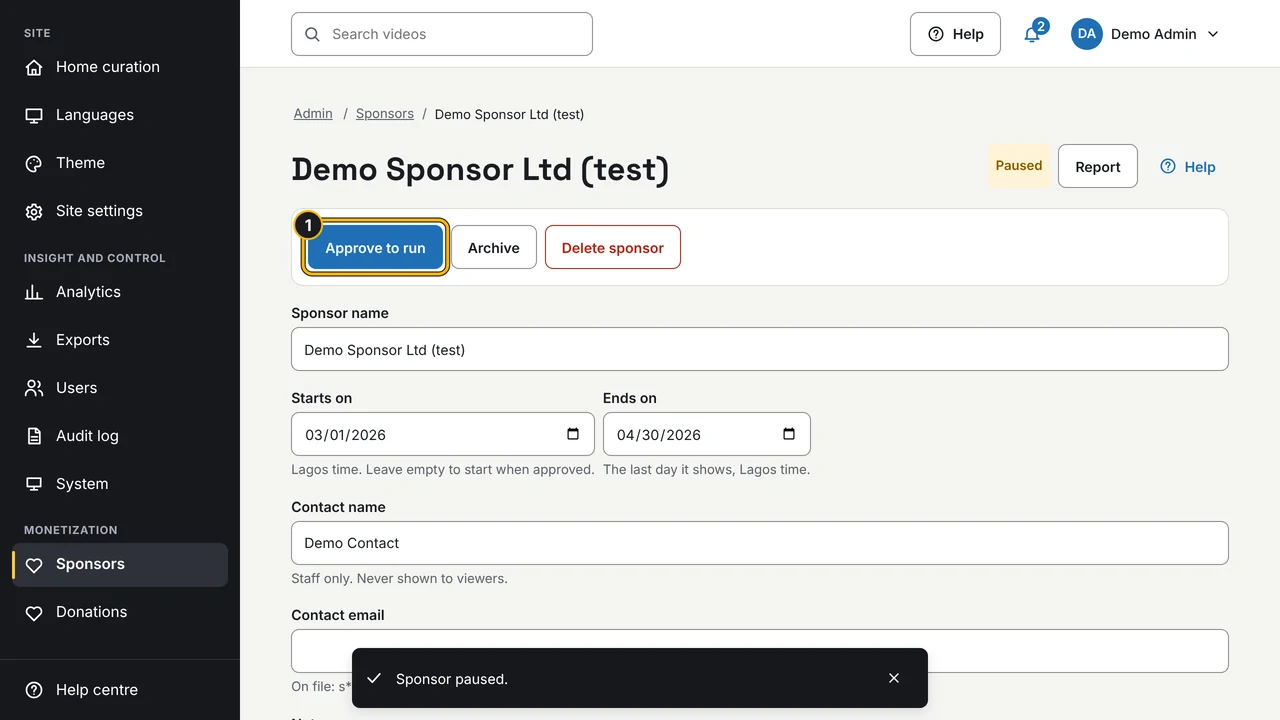 SITE
Home curation
Languages
Theme
Site settings
INSIGHT AND CONTROL
Analytics
Exports
Users
Audit log
System
MONETIZATION
Sponsors
Donations
Help centre
Search videos
Help
2
DA
Demo Admin
Admin / Sponsors / Demo Sponsor Ltd (test)
Demo Sponsor Ltd (test)
Paused
Report
Help
1
Approve to run
Archive
Delete sponsor
Sponsor name
Demo Sponsor Ltd (test)
Starts on
03/01/2026
Lagos time. Leave empty to start when approved.
Ends on
04/30/2026
The last day it shows, Lagos time.
Contact name
Demo Contact
Staff only. Never shown to viewers.
Contact email
On file: s*
Sponsor paused.